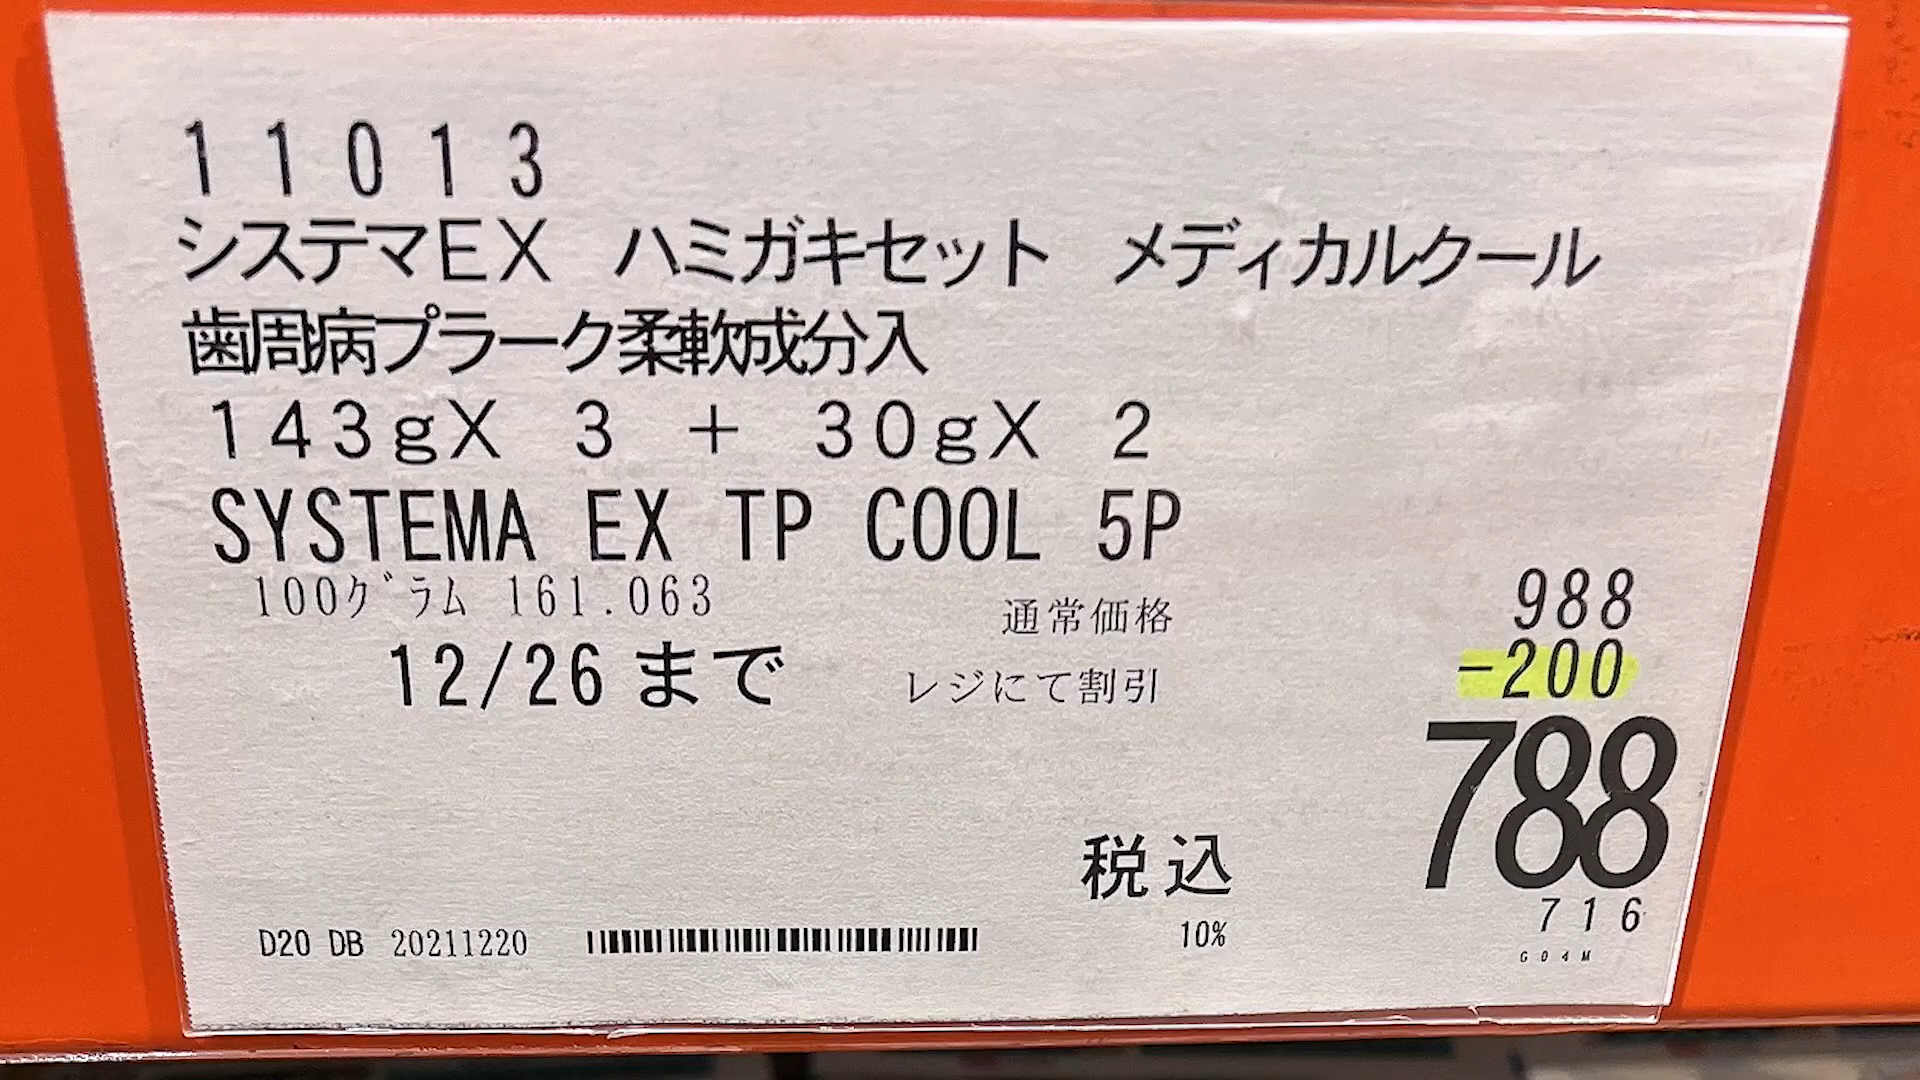 11013
システマEX ハミガキセット メディカルクール
歯周病プラーク柔軟成分入
143gX 3 + 30gX 2
SYSTEMA EX TP COOL 5P
100グラム 161.063
通常価格 988
12/26まで レジにて割引 -200
788
税込
716
10%
D20 DB 20211220
G04M